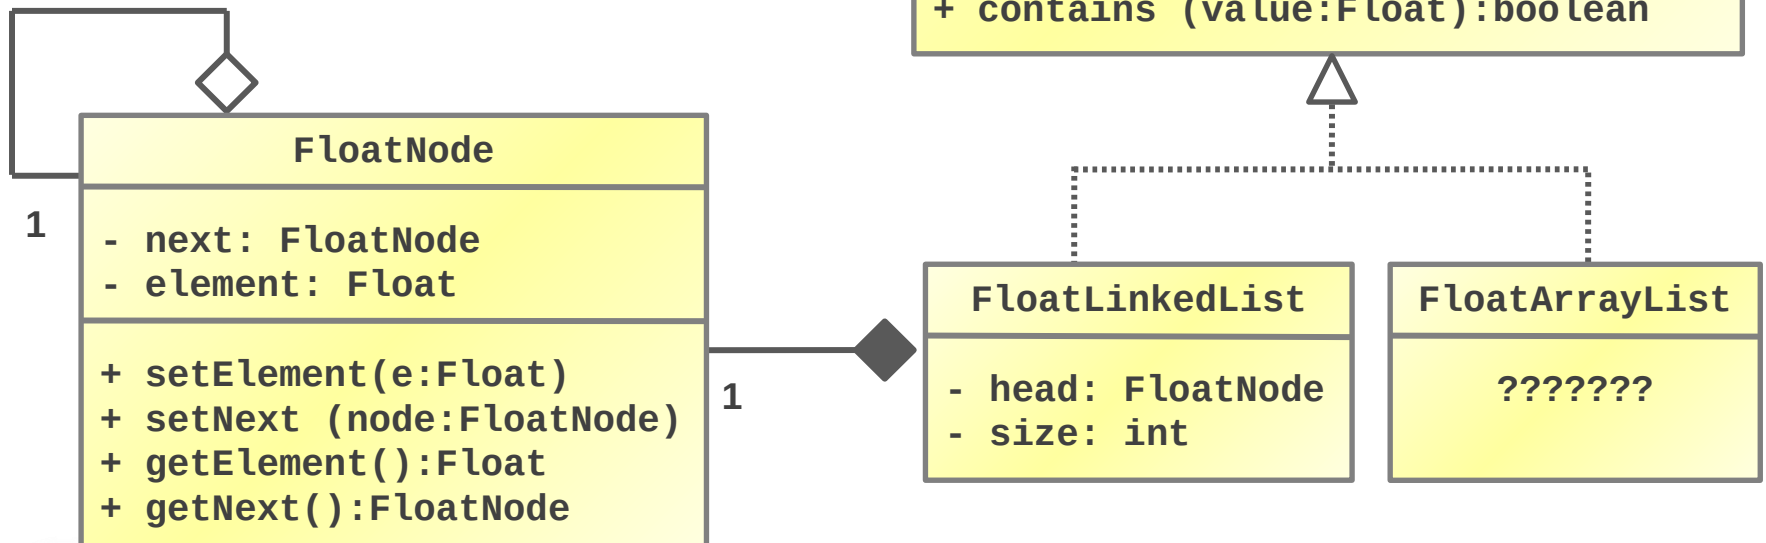 + contains (value:Float):boolean
FloatNode
1
- next: FloatNode
- element: Float
+ setElement(e:Float)
+ setNext (node:FloatNode)
+ getElement():Float
+ getNext():FloatNode
1
FloatLinkedList
- head: FloatNode
- size: int
FloatArrayList
???????